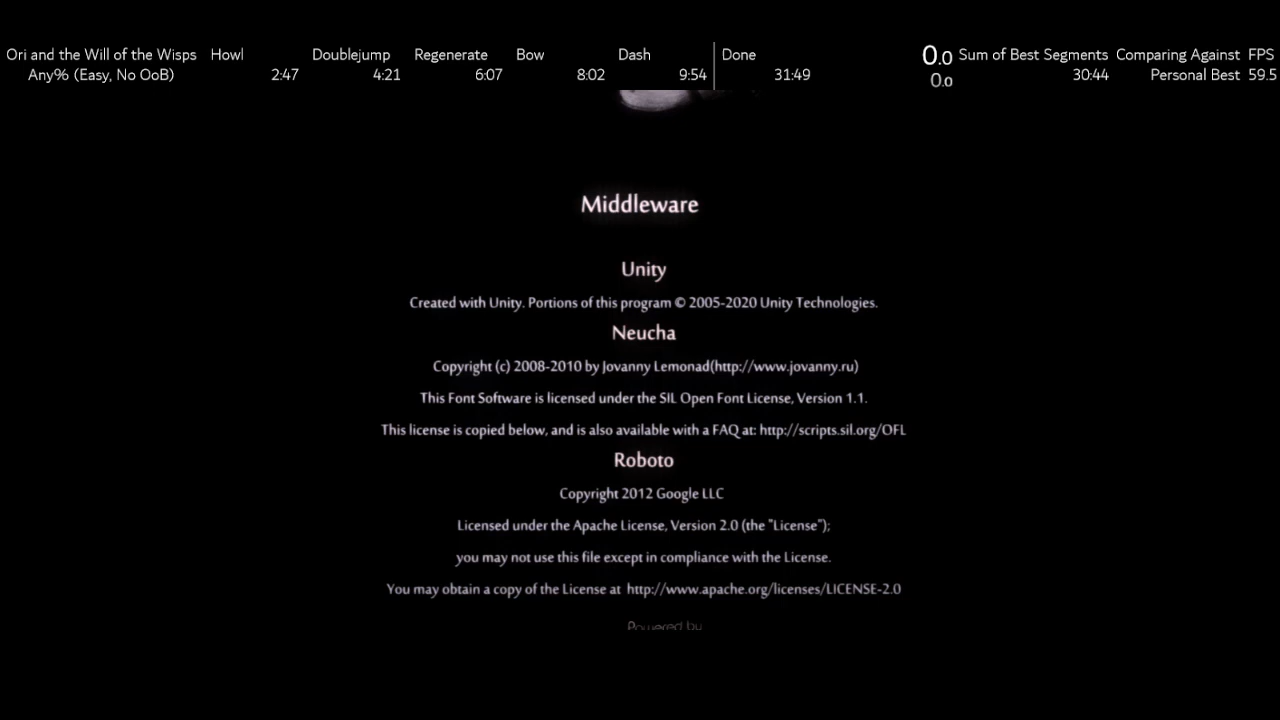 Ori and the Will of the Wisps Howl Doublejump Regenerate Bow Dash Done 0.0 Sum of Best Segments Comparing Against FPS
Any% (Easy, No OoB) 2:47 4:21 6:07 8:02 9:54 31:49 0.0 30:44 Personal Best 59.5
Middleware
Unity
Created with Unity. Portions of this program © 2005-2020 Unity Technologies.
Neucha
Copyright (c) 2008-2010 by Jovanny Lemonad(http://www.jovanny.ru)
This Font Software is licensed under the SIL Open Font License, Version 1.1.
This license is copied below, and is also available with a FAQ at: http://scripts.sil.org/OFL
Roboto
Copyright 2012 Google LLC
Licensed under the Apache License, Version 2.0 (the "License");
you may not use this file except in compliance with the License.
You may obtain a copy of the License at http://www.apache.org/licenses/LICENSE-2.0
Powered by